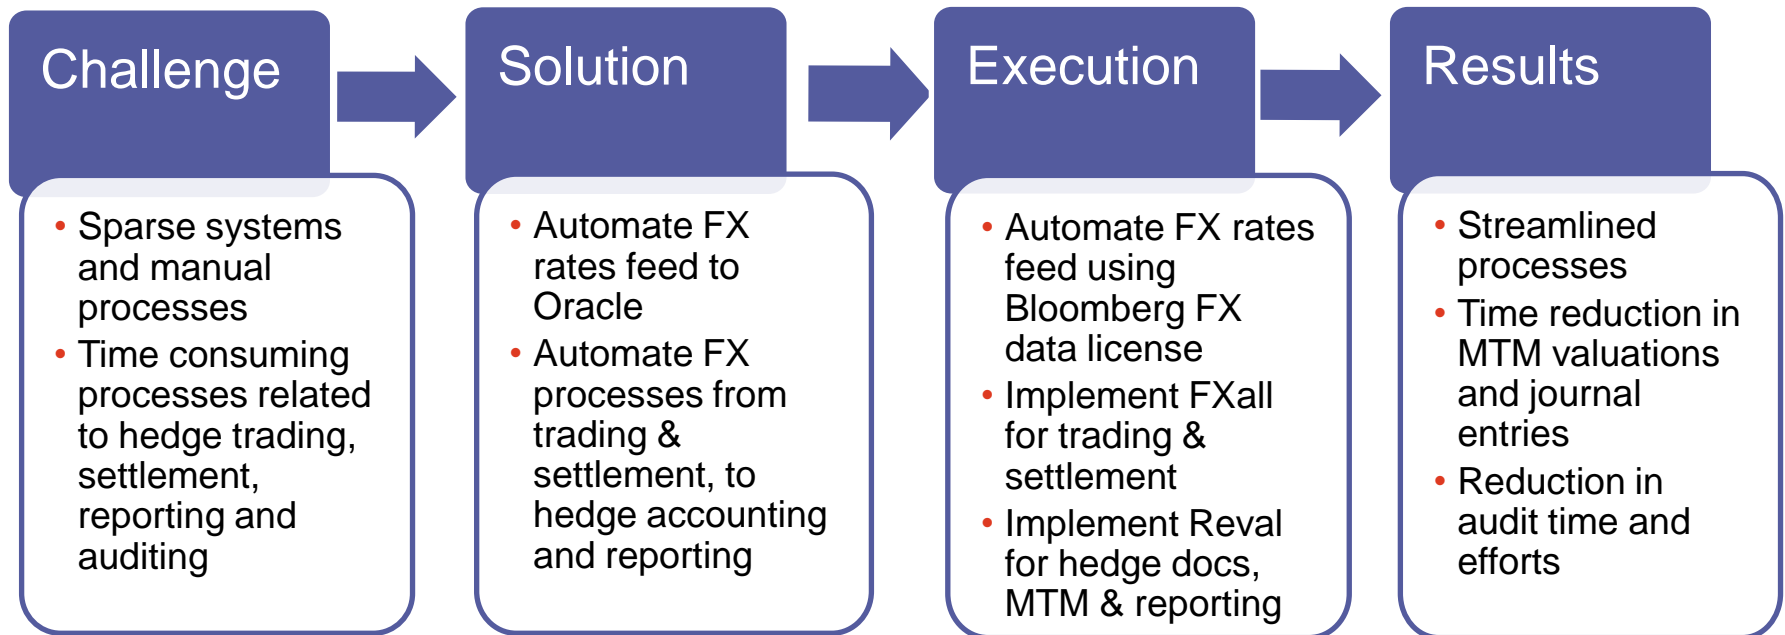 Challenge
• Sparse systems
and manual
processes
• Time consuming
processes related
to hedge trading,
settlement,
reporting and
auditing
Solution
• Automate FX
rates feed to
Oracle
• Automate FX
processes from
trading &
settlement, to
hedge accounting
and reporting
Execution
• Automate FX rates
feed using
Bloomberg FX
data license
• Implement FXall
for trading &
settlement
• Implement Reval
for hedge docs,
MTM & reporting
Results
• Streamlined
processes
• Time reduction in
MTM valuations
and journal
entries
• Reduction in
audit time and
efforts